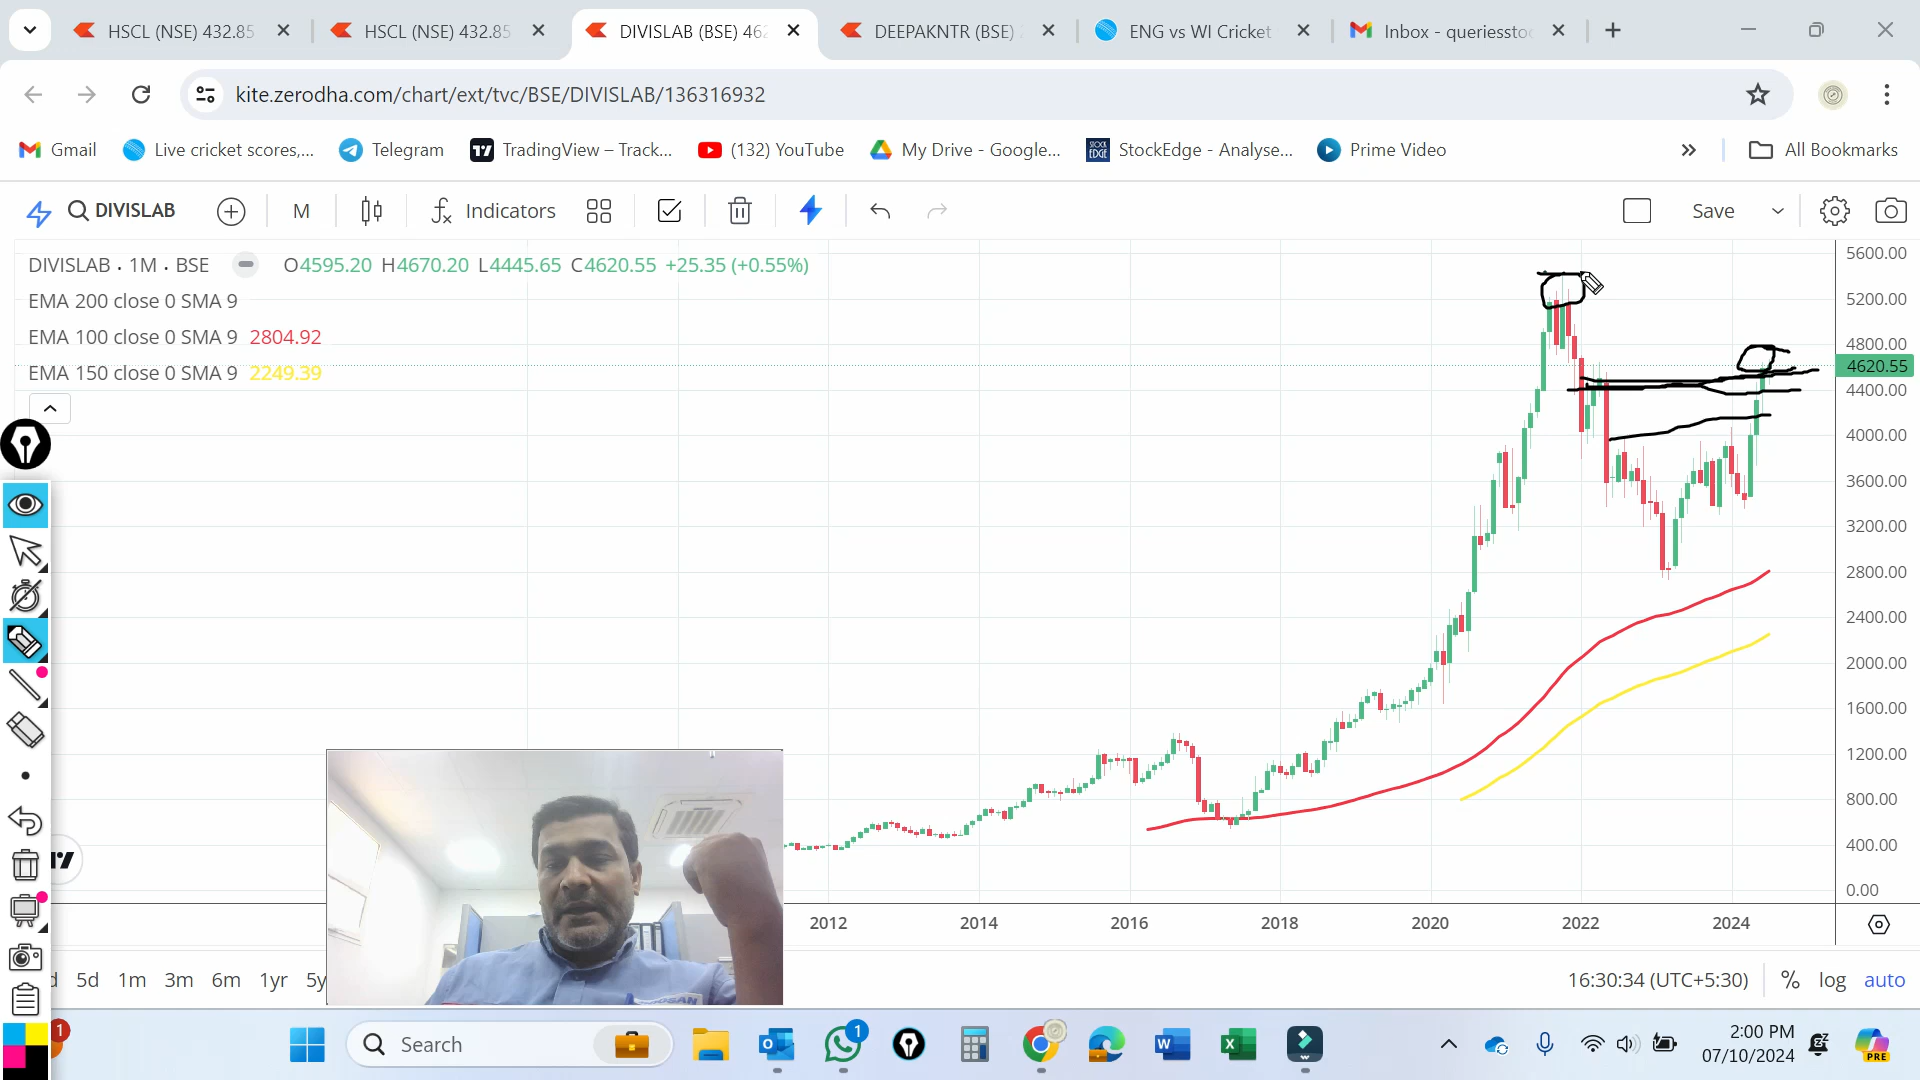 HSCL (NSE) 432.85
HSCL (NSE) 432.85
DIVISLAB (BSE) 462
DEEPAKNTR (BSE)
ENG vs WI Cricket
Inbox - queriessto
kite.zerodha.com/chart/ext/tvc/BSE/DIVISLAB/136316932
Gmail
Live cricket scores,...
Telegram
TradingView – Track...
(132) YouTube
My Drive - Google...
STOCK EDGE
StockEdge - Analyse...
Prime Video
All Bookmarks
DIVISLAB
M
Indicators
Save
DIVISLAB · 1M · BSE
O4595.20 H4670.20 L4445.65 C4620.55 +25.35 (+0.55%)
EMA 200 close 0 SMA 9
EMA 100 close 0 SMA 9 2804.92
EMA 150 close 0 SMA 9 2249.39
5600.00
5200.00
4800.00
4620.55
4400.00
4000.00
3600.00
3200.00
2800.00
2400.00
2000.00
1600.00
1200.00
800.00
400.00
0.00
2012 2014 2016 2018 2020 2022 2024
5d 1m 3m 6m 1yr 5y
16:30:34 (UTC+5:30) % log auto
1
Search
1
2:00 PM
07/10/2024
PRE